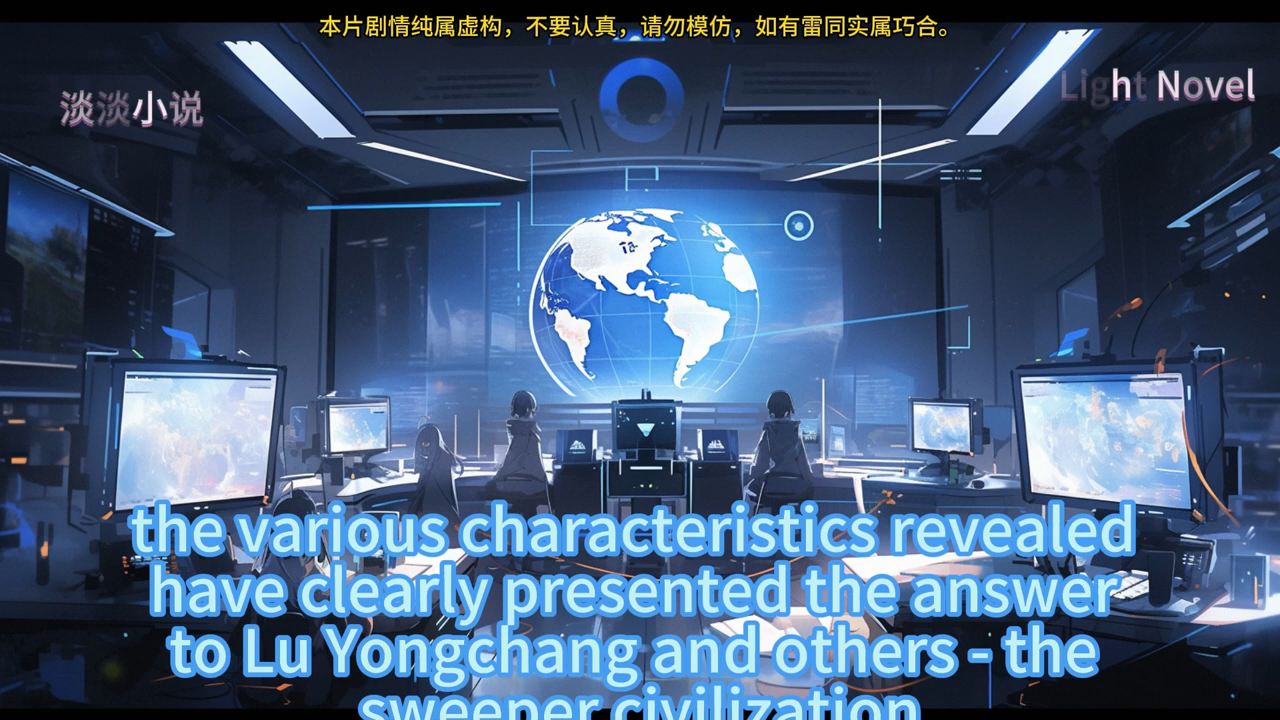 本片剧情纯属虚构，不要认真，请勿模仿，如有雷同实属巧合。
淡淡小说
Light Novel
the various characteristics revealed
have clearly presented the answer
to Lu Yongchang and others - the
sweeper civilization